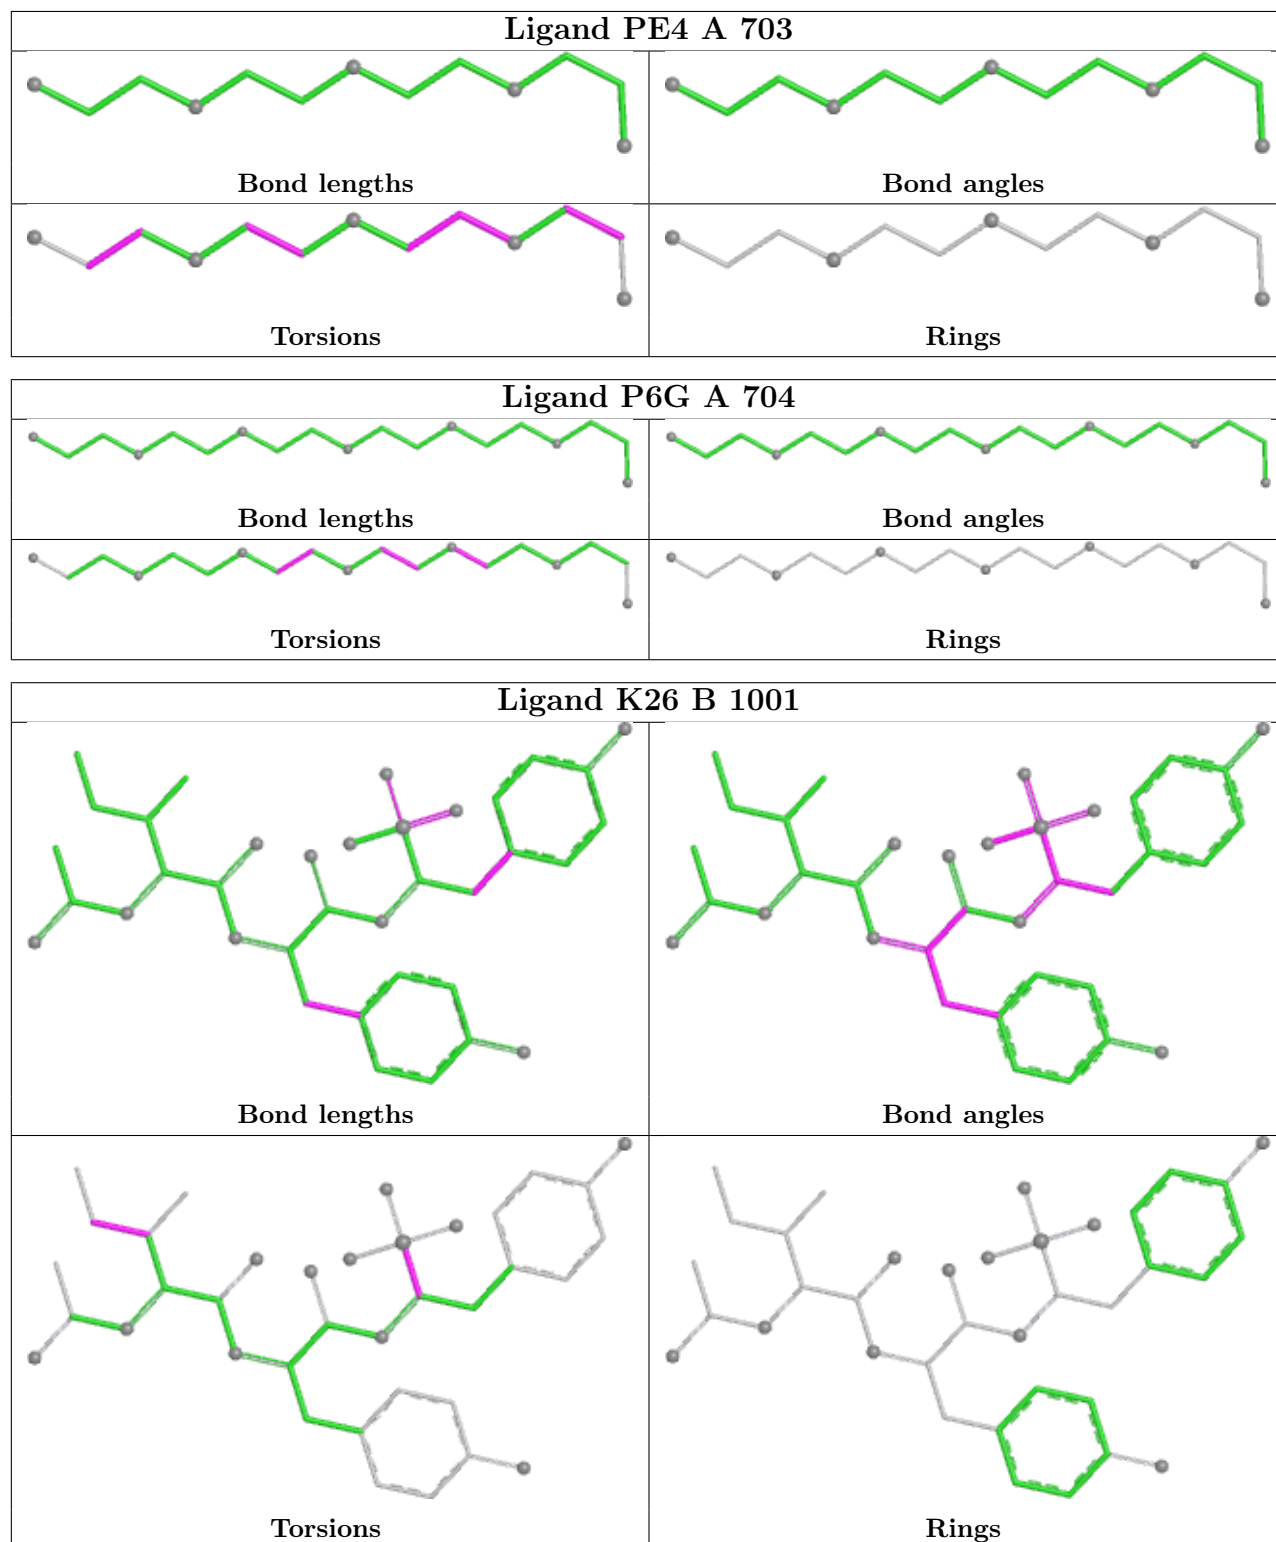 Ligand PE4 A 703
Bond lengths
Bond angles
Torsions
Rings
Ligand P6G A 704
Bond lengths
Bond angles
Torsions
Rings
Ligand K26 B 1001
Bond lengths
Bond angles
Torsions
Rings